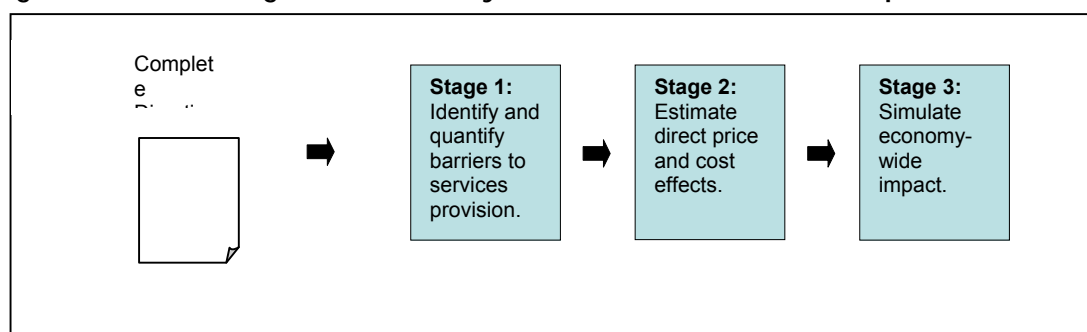 Complet
e
Stage 1:
Identify and
quantify
barriers to
services
provision.
Stage 2:
Estimate
direct price
and cost
effects.
Stage 3:
Simulate
economy-
wide
impact.